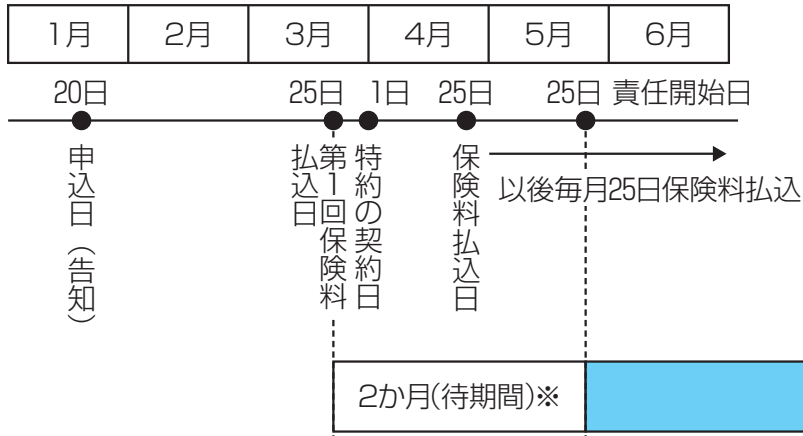 1月 2月 3月 4月 5月 6月
20日 25日 1日 25日 25日 責任開始日
申込日（告知）
第1回保険料
払込日
特約の契約日
保険料払込日
以後毎月25日保険料払込
2か月(待期間)※